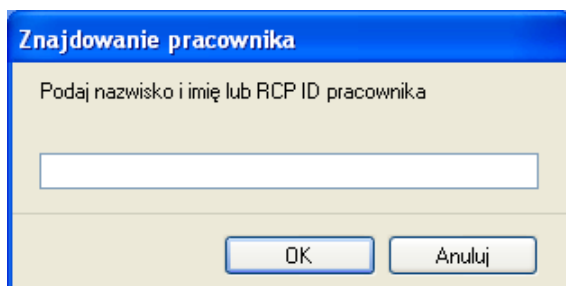 Znajdowanie pracownika
Podaj nazwisko i imię lub RCP ID pracownika
OK Anuluj